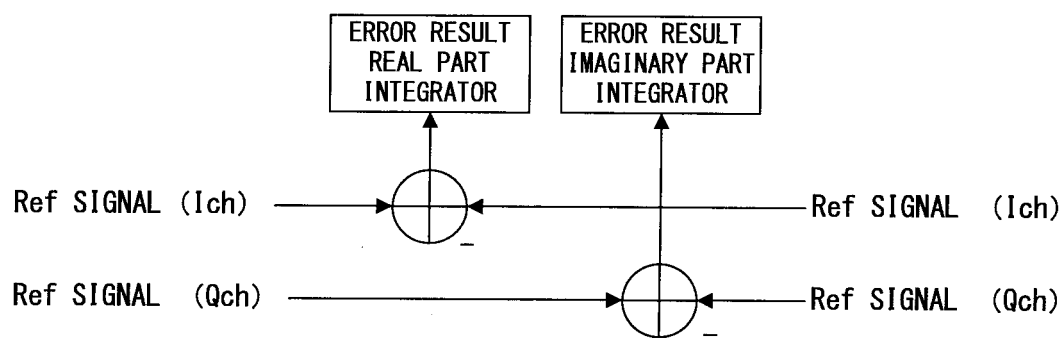 ERROR RESULT
REAL PART
INTEGRATOR
ERROR RESULT
IMAGINARY PART
INTEGRATOR
Ref SIGNAL (Ich)
Ref SIGNAL (Ich)
−
Ref SIGNAL (Qch)
Ref SIGNAL (Qch)
−